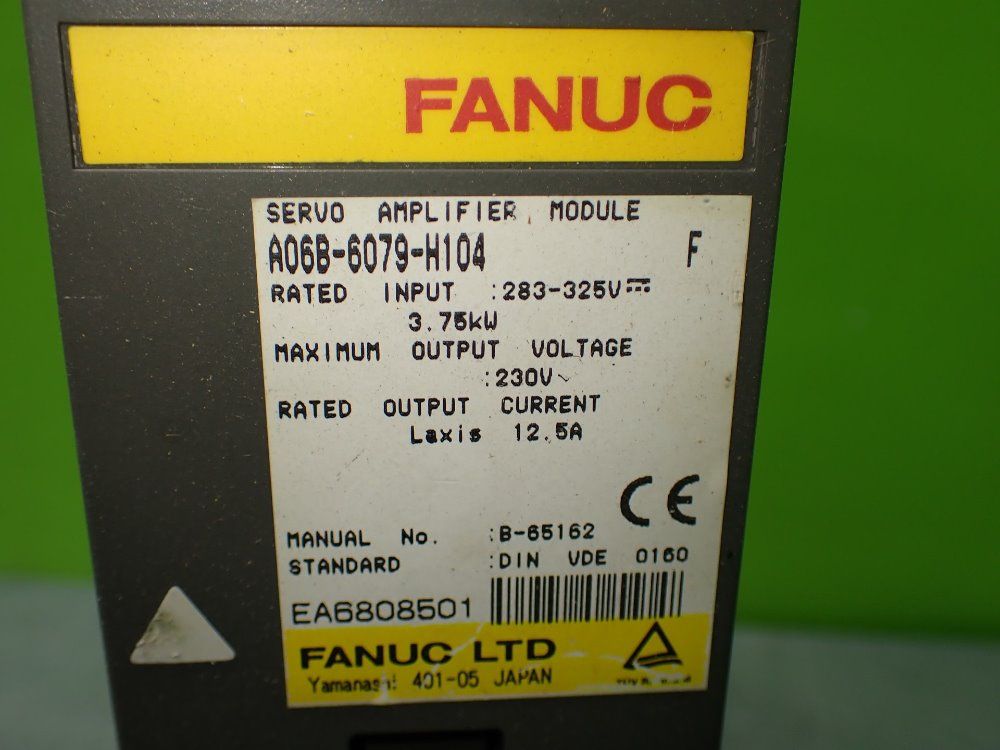 FANUC
SERVO AMPLIFIER MODULE
A06B-6079-H104 F
RATED INPUT :283-325V⎓
3.75kW
MAXIMUM OUTPUT VOLTAGE
:230V~
RATED OUTPUT CURRENT
Laxis 12.5A
CE
MANUAL No. :B-65162
STANDARD :DIN VDE 0160
EA6808501
FANUC LTD
Yamanashi 401-05 JAPAN